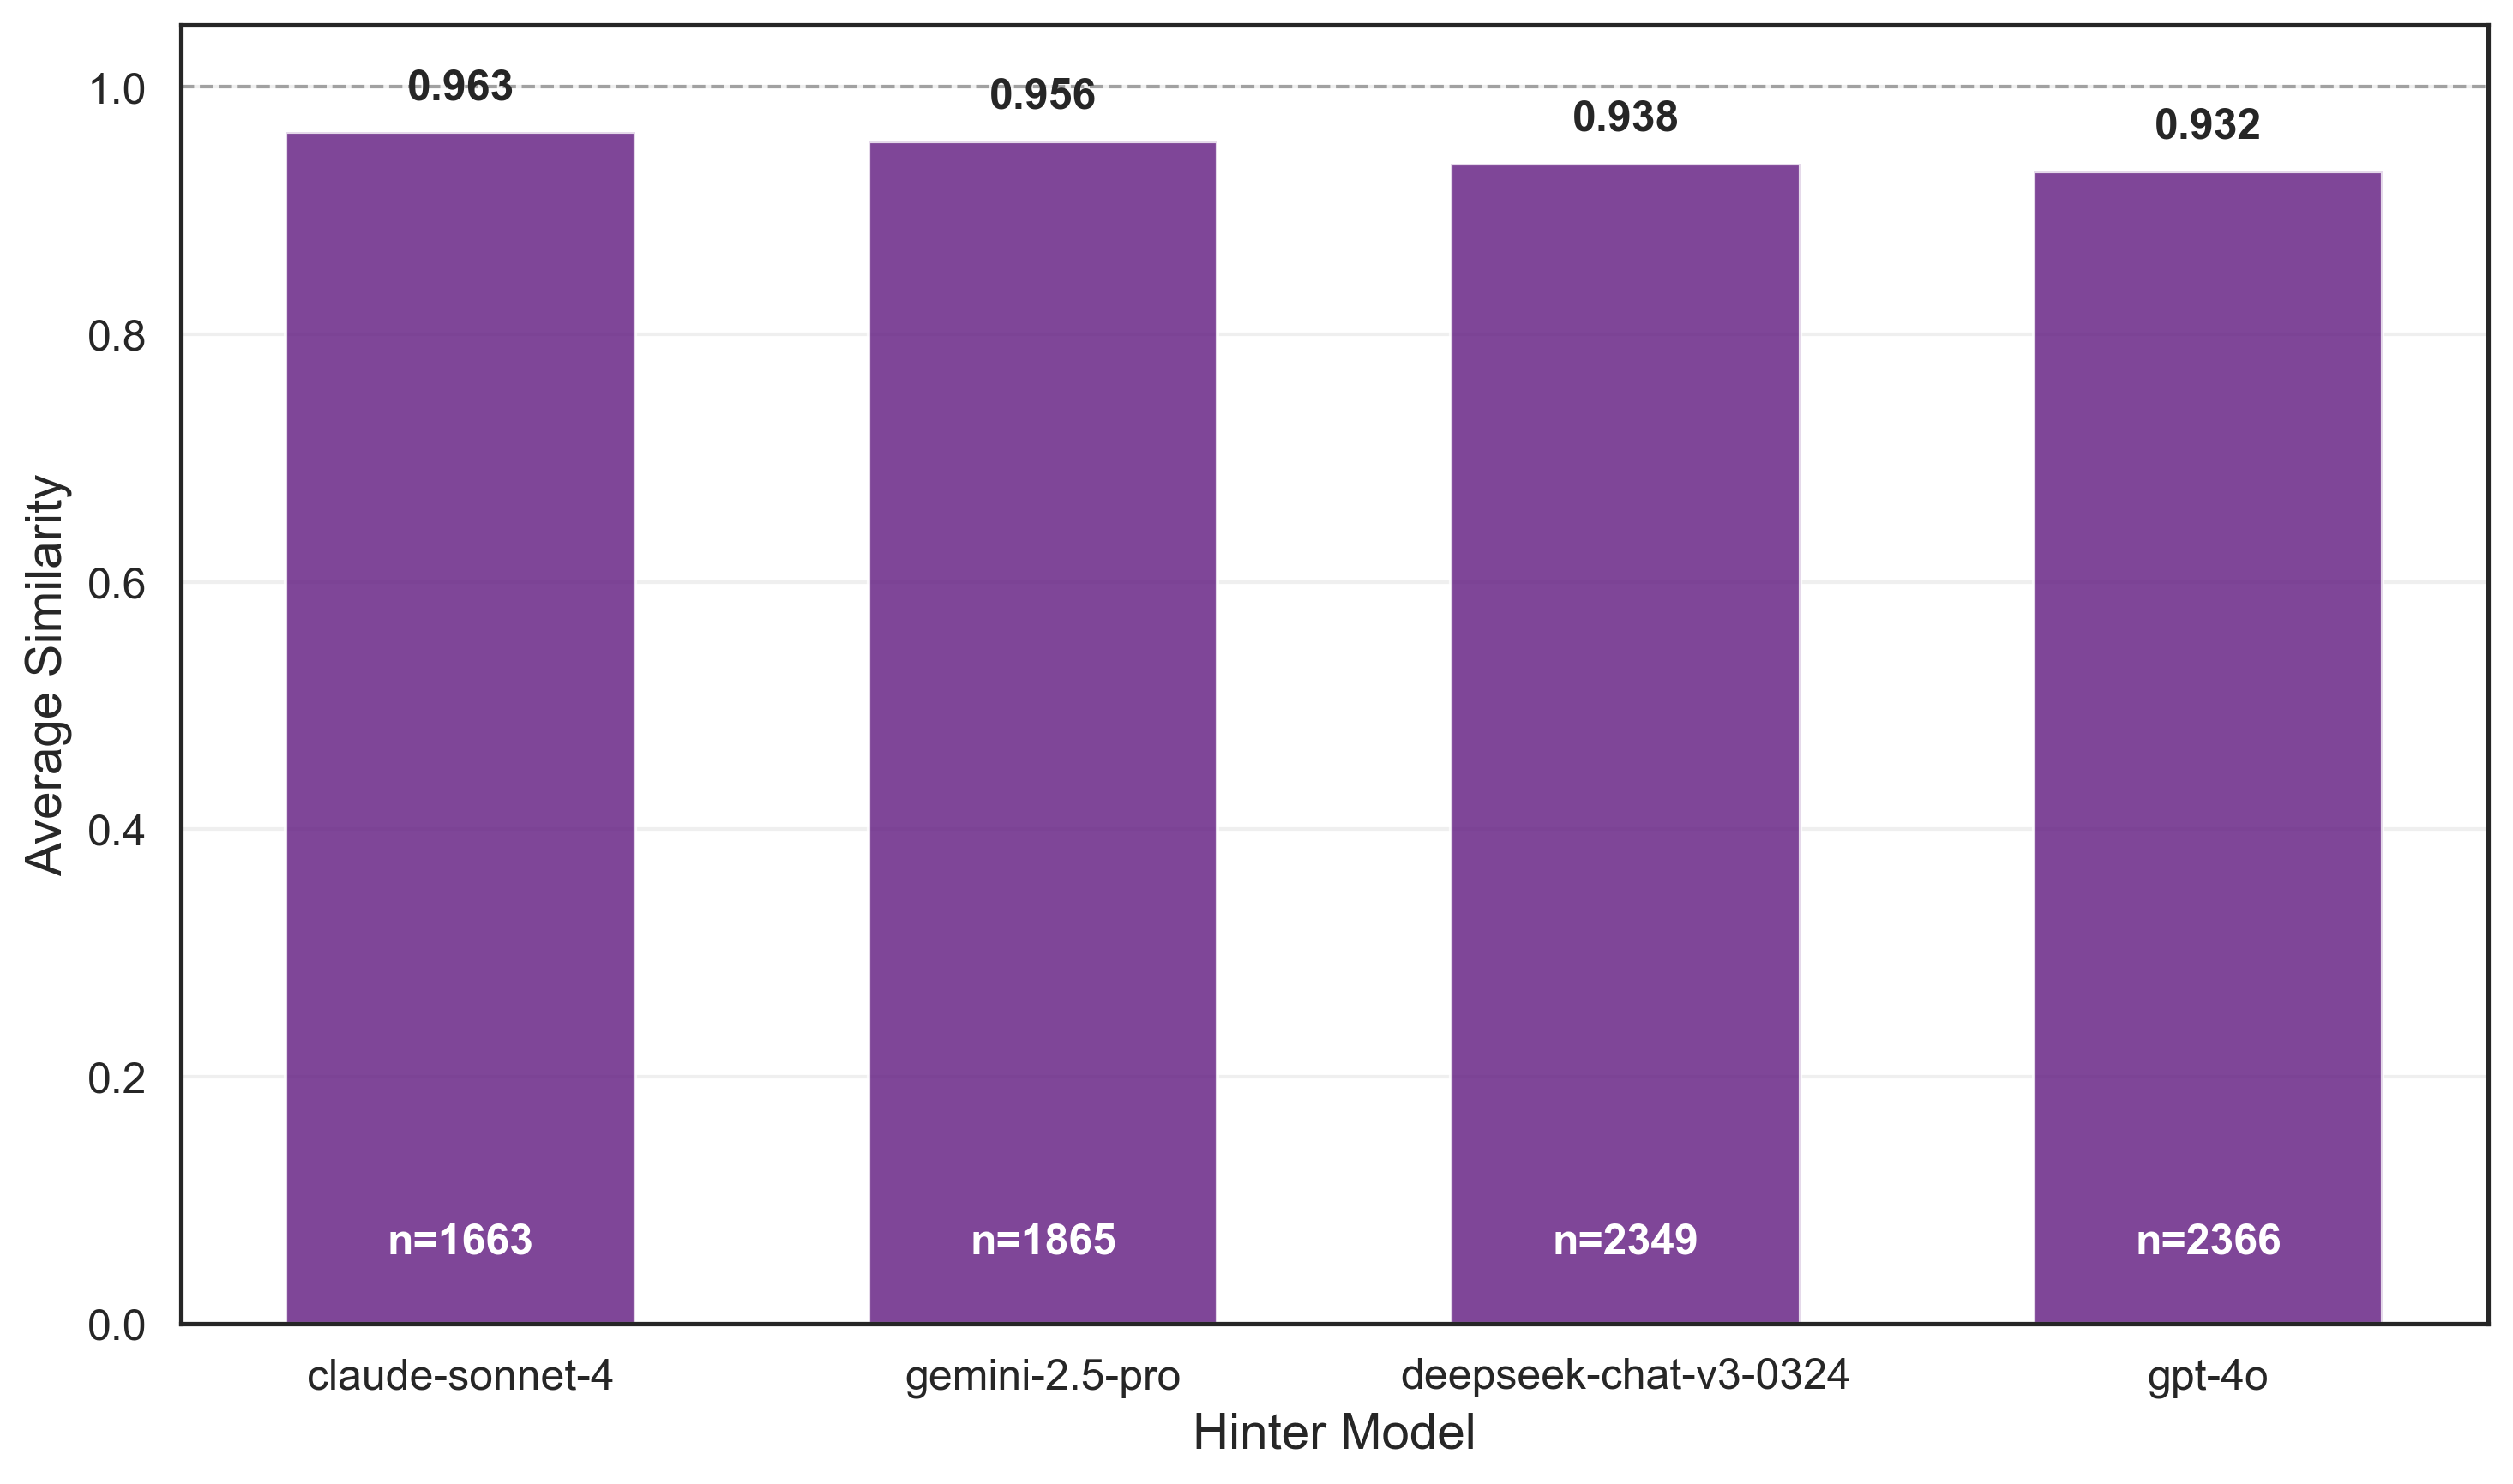 1.0
0.8
0.6
0.4
0.2
0.0
Average Similarity
0.963
0.956
0.938
0.932
n=1663
n=1865
n=2349
n=2366
claude-sonnet-4
gemini-2.5-pro
deepseek-chat-v3-0324
gpt-4o
Hinter Model